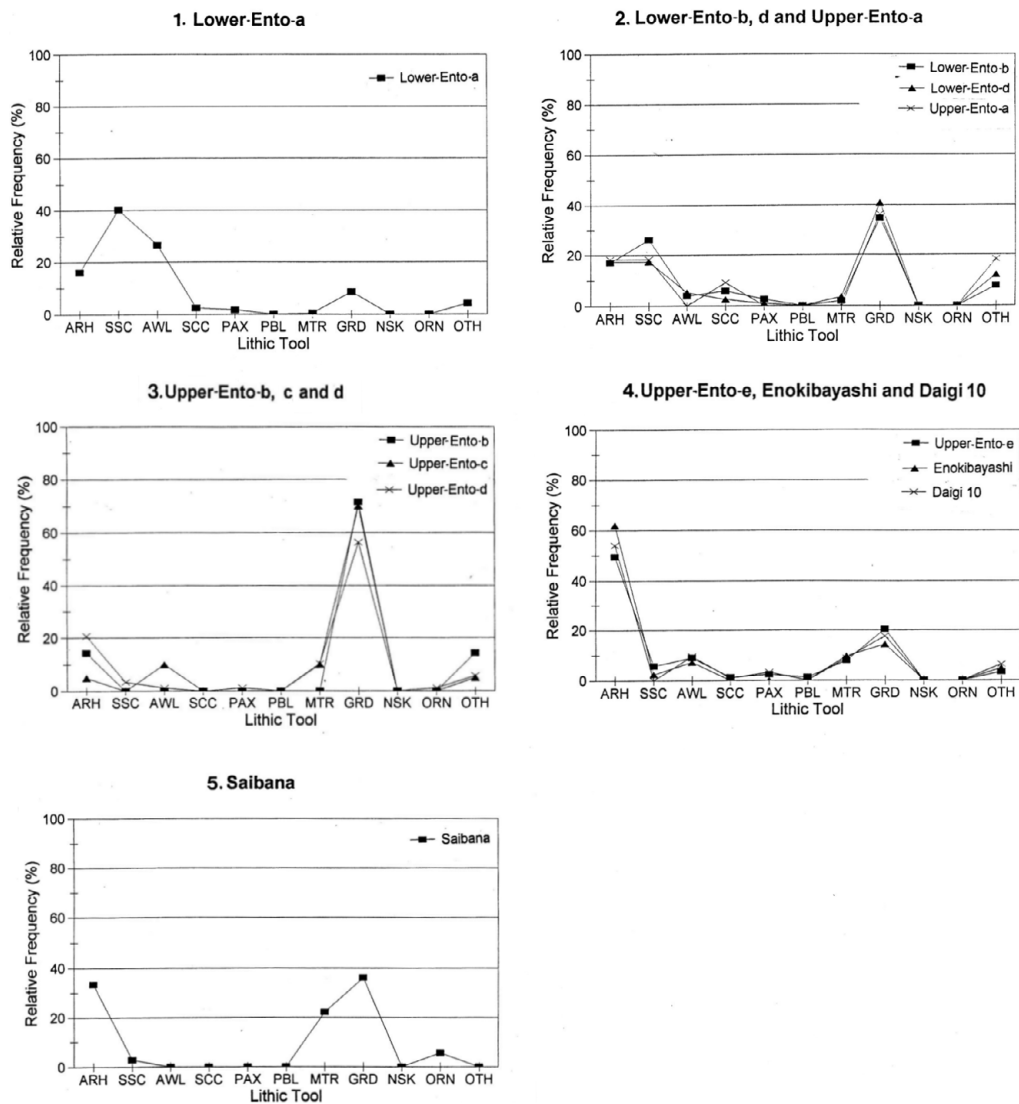 1. Lower-Ento-a
Relative Frequency (%)
100
80
60
40
20
0
Lower-Ento-a
ARH SSC AWL SCC PAX PBL MTR GRD NSK ORN OTH
Lithic Tool
2. Lower-Ento-b, d and Upper-Ento-a
Relative Frequency (%)
100
80
60
40
20
0
Lower-Ento-b
Lower-Ento-d
Upper-Ento-a
ARH SSC AWL SCC PAX PBL MTR GRD NSK ORN OTH
Lithic Tool
3.Upper-Ento-b, c and d
Relative Frequency (%)
100
80
60
40
20
0
Upper-Ento-b
Upper-Ento-c
Upper-Ento-d
ARH SSC AWL SCC PAX PBL MTR GRD NSK ORN OTH
Lithic Tool
4.Upper-Ento-e, Enokibayashi and Daigi 10
Relative Frequency (%)
100
80
60
40
20
0
Upper-Ento-e
Enokibayashi
Daigi 10
ARH SSC AWL SCC PAX PBL MTR GRD NSK ORN OTH
Lithic Tool
5. Saibana
Relative Frequency (%)
100
80
60
40
20
0
Saibana
ARH SSC AWL SCC PAX PBL MTR GRD NSK ORN OTH
Lithic Tool